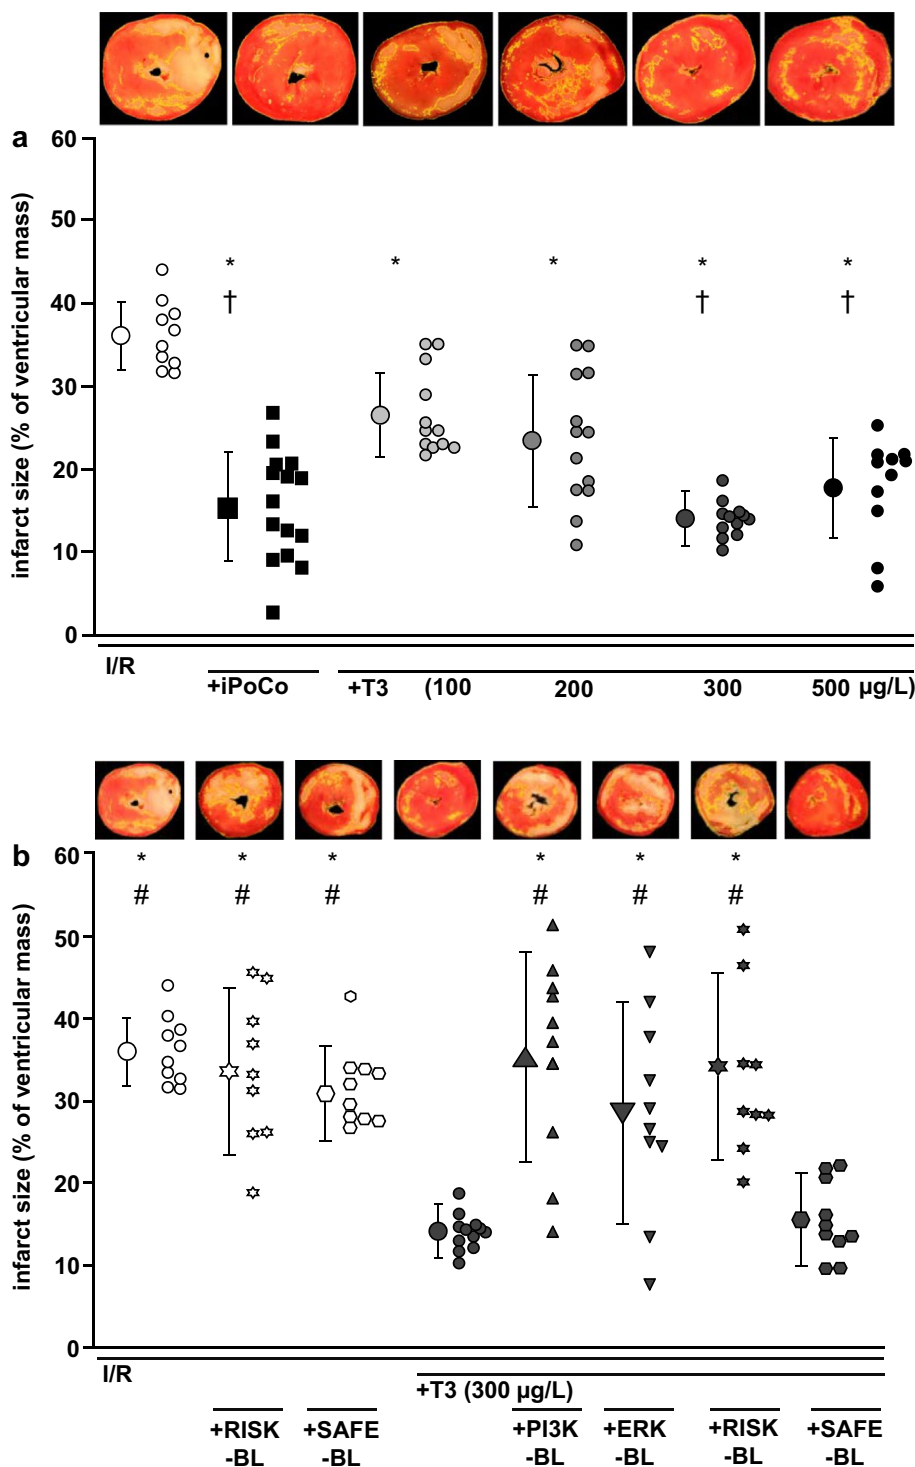 a
60
50
40
30
20
10
0
infarct size (% of ventricular mass)
* * * * *
† † †
I/R
+iPoCo +T3 (100 200 300 500 µg/L)
b
60
50
40
30
20
10
0
infarct size (% of ventricular mass)
* * * * * *
# # # # # #
I/R
+T3 (300 µg/L)
+RISK +SAFE +PI3K +ERK +RISK +SAFE
-BL -BL -BL -BL -BL -BL